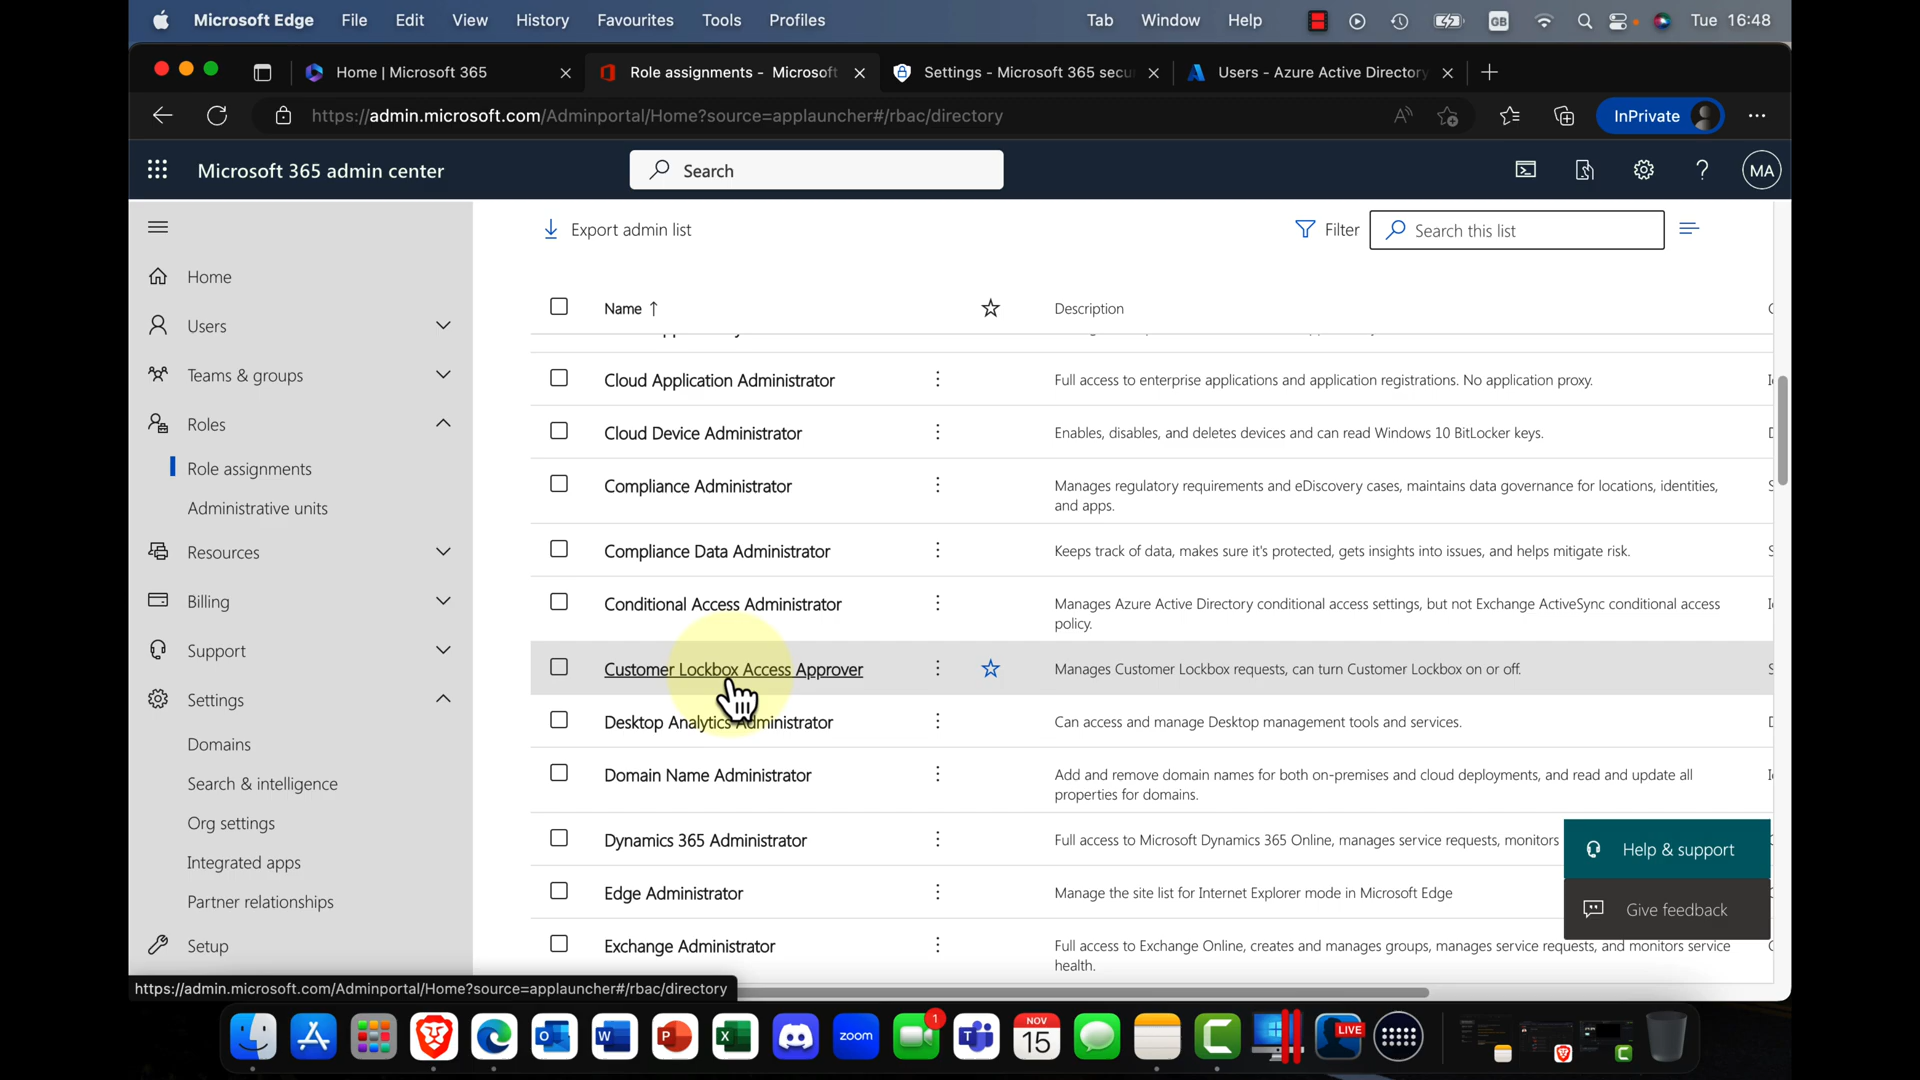 Microsoft Edge File Edit View History Favourites Tools Profiles Tab Window Help GB Tue 16:48
Home | Microsoft 365
Role assignments - Microsoft
Settings - Microsoft 365 secu
Users - Azure Active Directory
https://admin.microsoft.com/Adminportal/Home?source=applauncher#/rbac/directory
InPrivate
Microsoft 365 admin center
Search
MA
Home
Users
Teams & groups
Roles
Role assignments
Administrative units
Resources
Billing
Support
Settings
Domains
Search & intelligence
Org settings
Integrated apps
Partner relationships
Setup
Export admin list
Filter
Search this list
Name ↑
Description
Cloud Application Administrator
Full access to enterprise applications and application registrations. No application proxy.
Cloud Device Administrator
Enables, disables, and deletes devices and can read Windows 10 BitLocker keys.
Compliance Administrator
Manages regulatory requirements and eDiscovery cases, maintains data governance for locations, identities,
and apps.
Compliance Data Administrator
Keeps track of data, makes sure it's protected, gets insights into issues, and helps mitigate risk.
Conditional Access Administrator
Manages Azure Active Directory conditional access settings, but not Exchange ActiveSync conditional access
policy.
Customer Lockbox Access Approver
Manages Customer Lockbox requests, can turn Customer Lockbox on or off.
Desktop Analytics Administrator
Can access and manage Desktop management tools and services.
Domain Name Administrator
Add and remove domain names for both on-premises and cloud deployments, and read and update all
properties for domains.
Dynamics 365 Administrator
Full access to Microsoft Dynamics 365 Online, manages service requests, monitors
Edge Administrator
Manage the site list for Internet Explorer mode in Microsoft Edge
Exchange Administrator
Full access to Exchange Online, creates and manages groups, manages service requests, and monitors service
health.
Help & support
Give feedback
https://admin.microsoft.com/Adminportal/Home?source=applauncher#/rbac/directory
zoom
1
NOV
15
LIVE